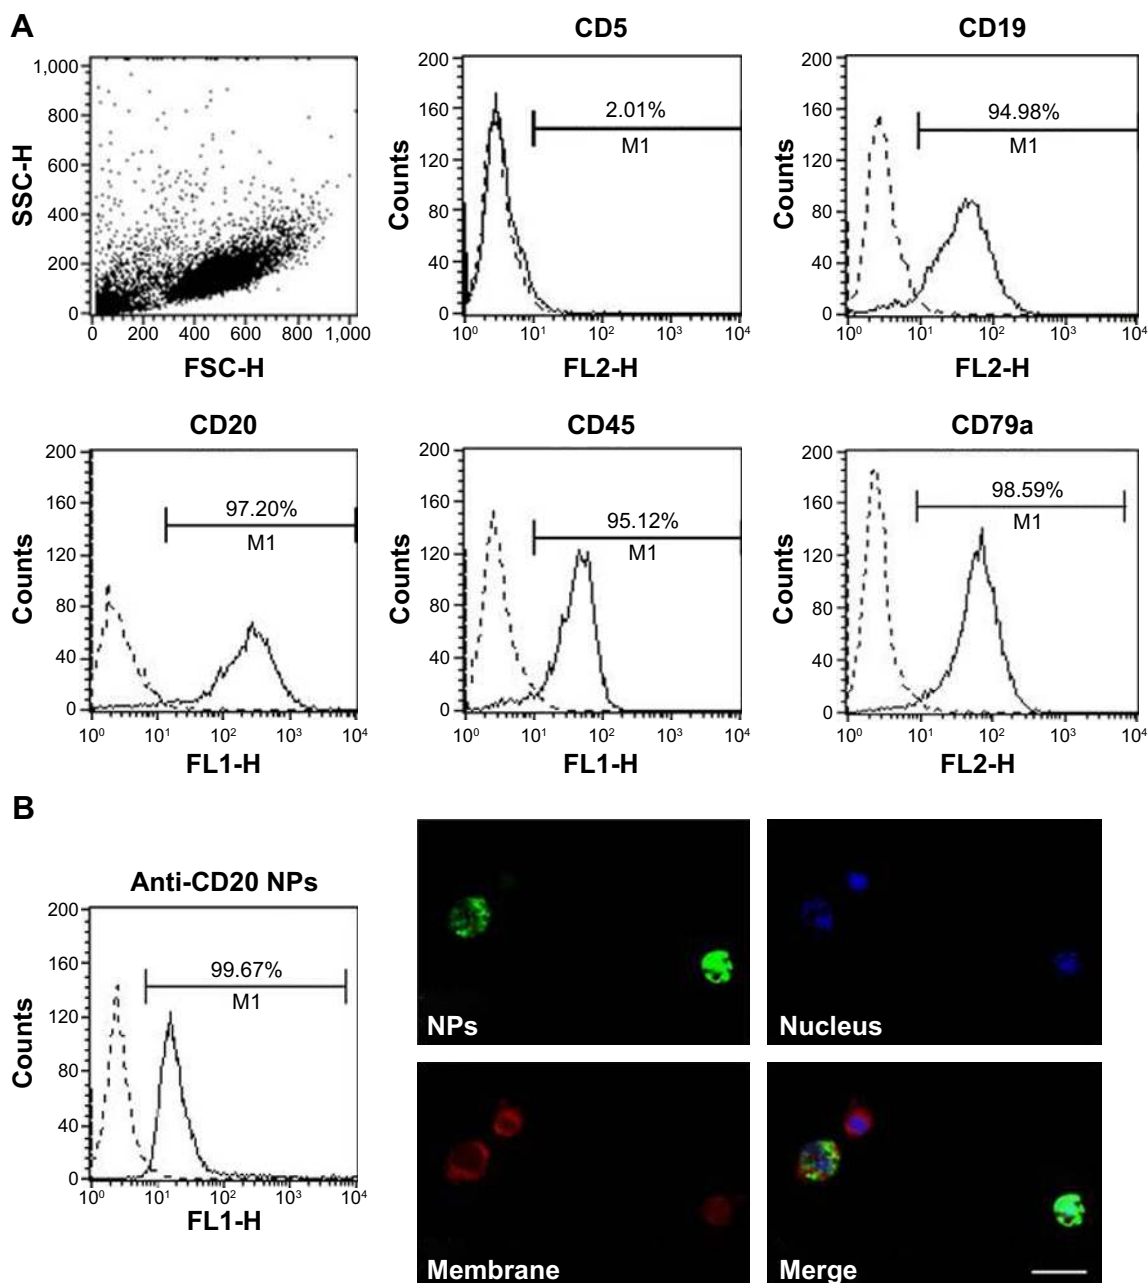 A
1,000
800
600
400
200
0
SSC-H
0 200 400 600 800 1,000
FSC-H
CD5
200
160
120
80
40
0
Counts
2.01%
M1
10⁰ 10¹ 10² 10³ 10⁴
FL2-H
CD19
200
160
120
80
40
0
Counts
94.98%
M1
10⁰ 10¹ 10² 10³ 10⁴
FL2-H
CD20
200
160
120
80
40
0
Counts
97.20%
M1
10⁰ 10¹ 10² 10³ 10⁴
FL1-H
CD45
200
160
120
80
40
0
Counts
95.12%
M1
10⁰ 10¹ 10² 10³ 10⁴
FL1-H
CD79a
200
160
120
80
40
0
Counts
98.59%
M1
10⁰ 10¹ 10² 10³ 10⁴
FL2-H
B
Anti-CD20 NPs
200
160
120
80
40
0
Counts
99.67%
M1
10⁰ 10¹ 10² 10³ 10⁴
FL1-H
NPs
Nucleus
Membrane
Merge